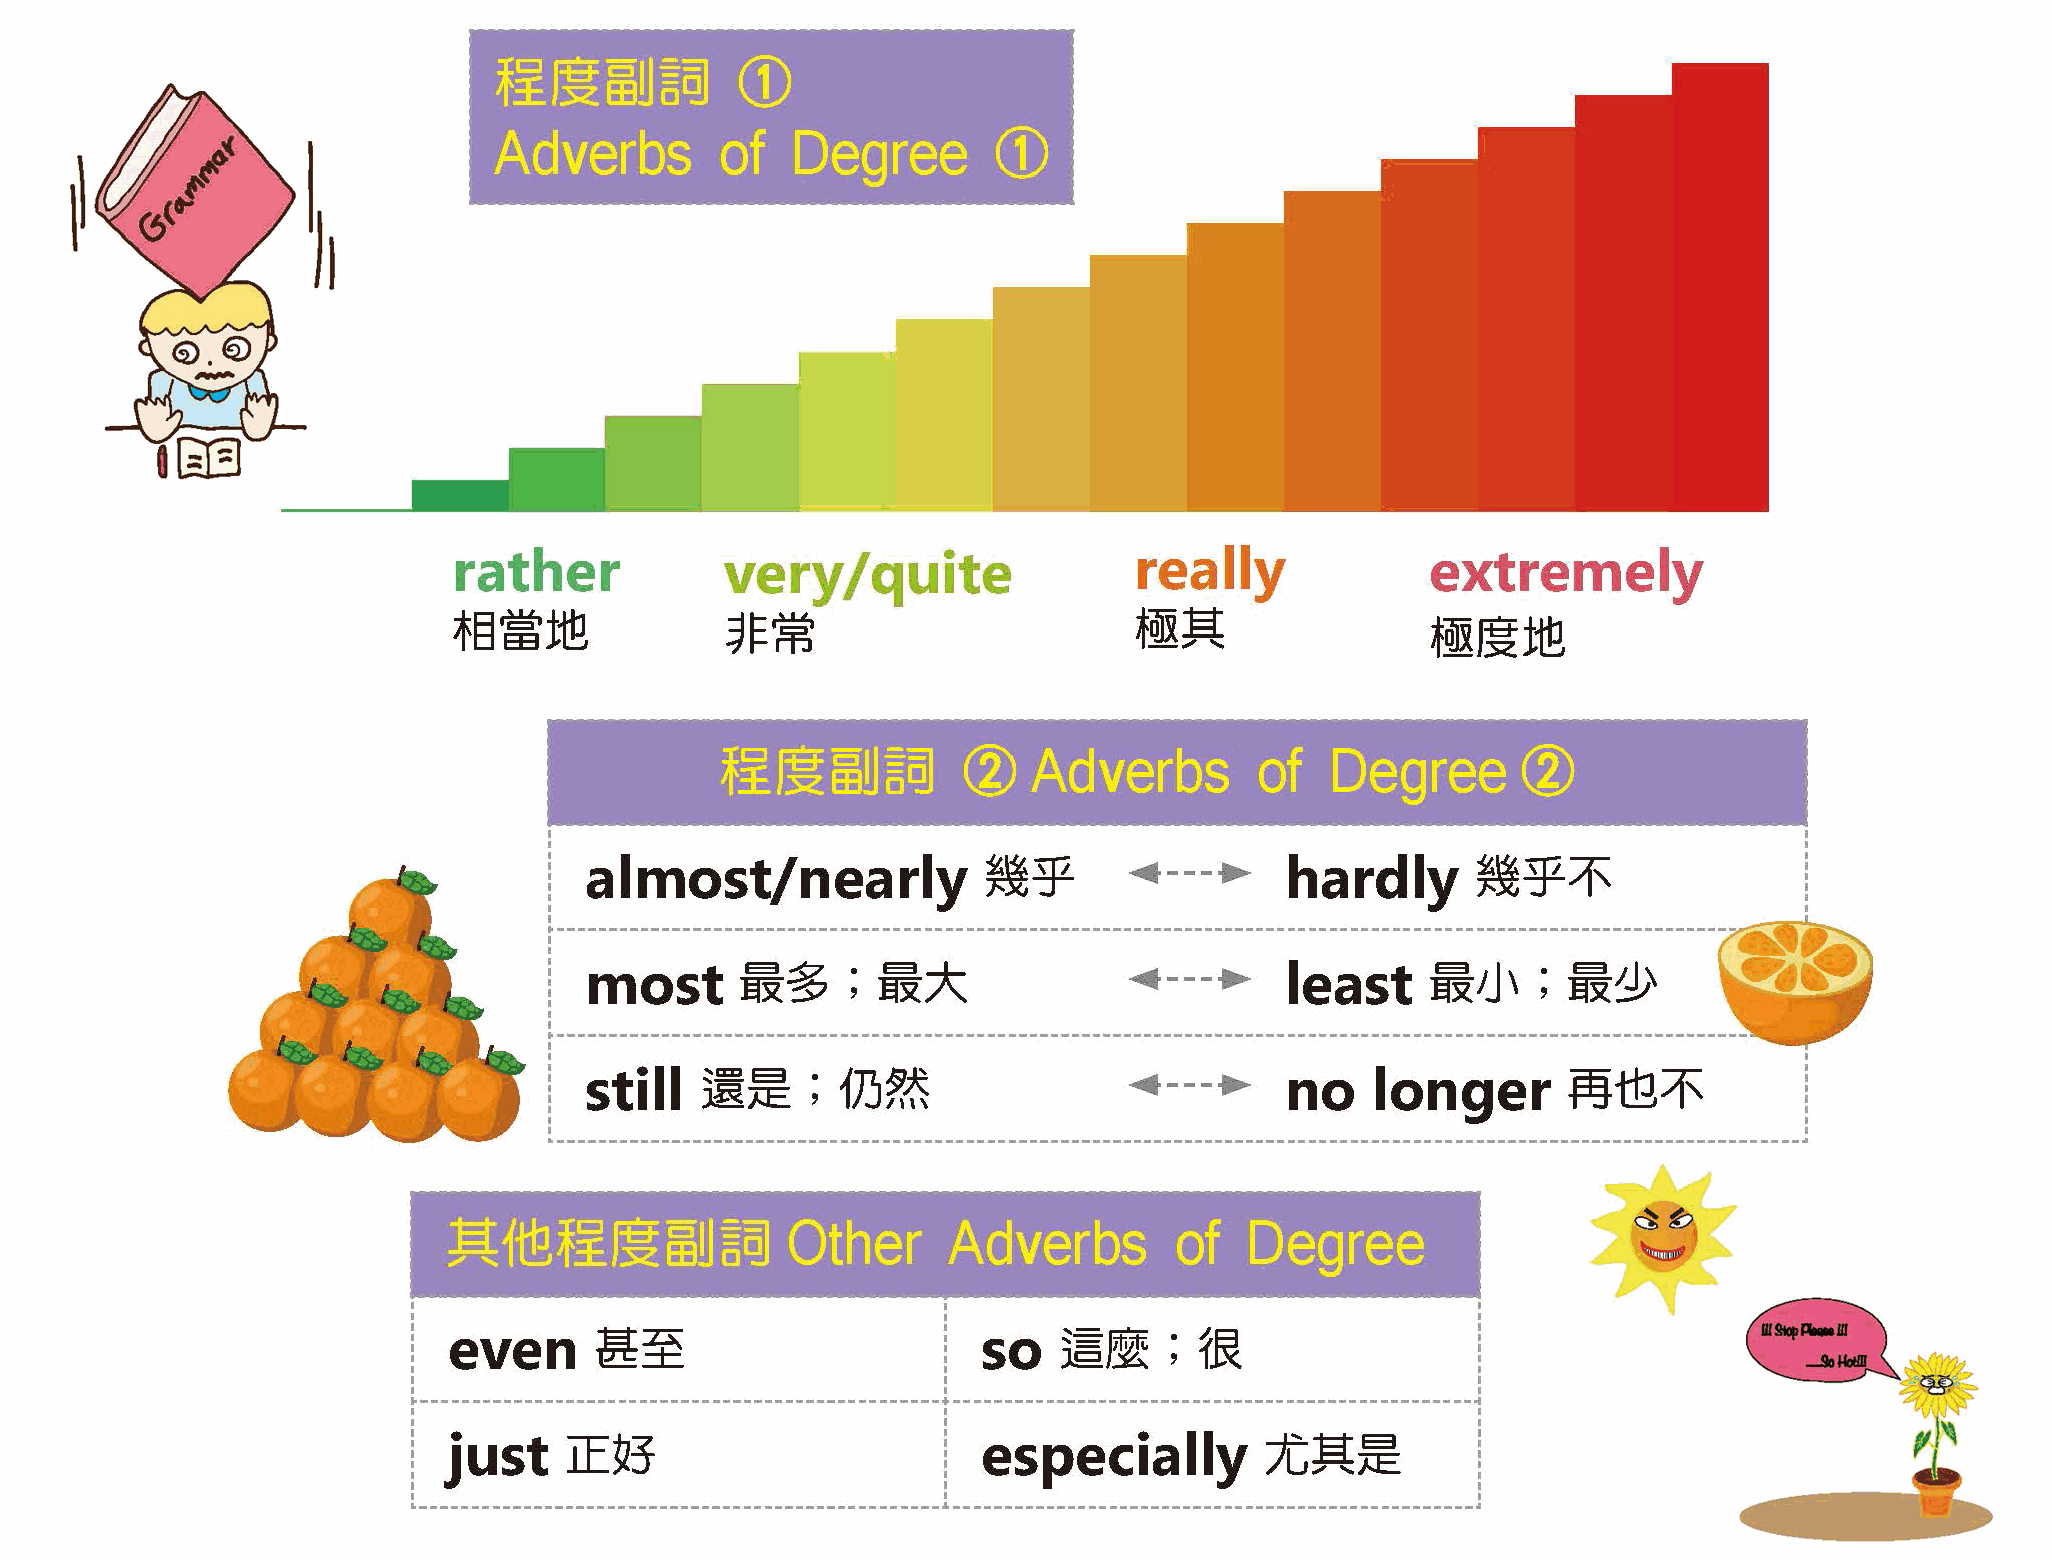 Grammar
程度副詞 ①
Adverbs of Degree ①
rather very/quite really extremely
相當地 非常 極其 極度地
程度副詞 ② Adverbs of Degree ②
almost/nearly 幾乎 hardly 幾乎不
most 最多；最大 least 最小；最少
still 還是；仍然 no longer 再也不
其他程度副詞 Other Adverbs of Degree
even 甚至 so 這麼；很
just 正好 especially 尤其是
!!! Stop Please !!!
...So Hot!!!